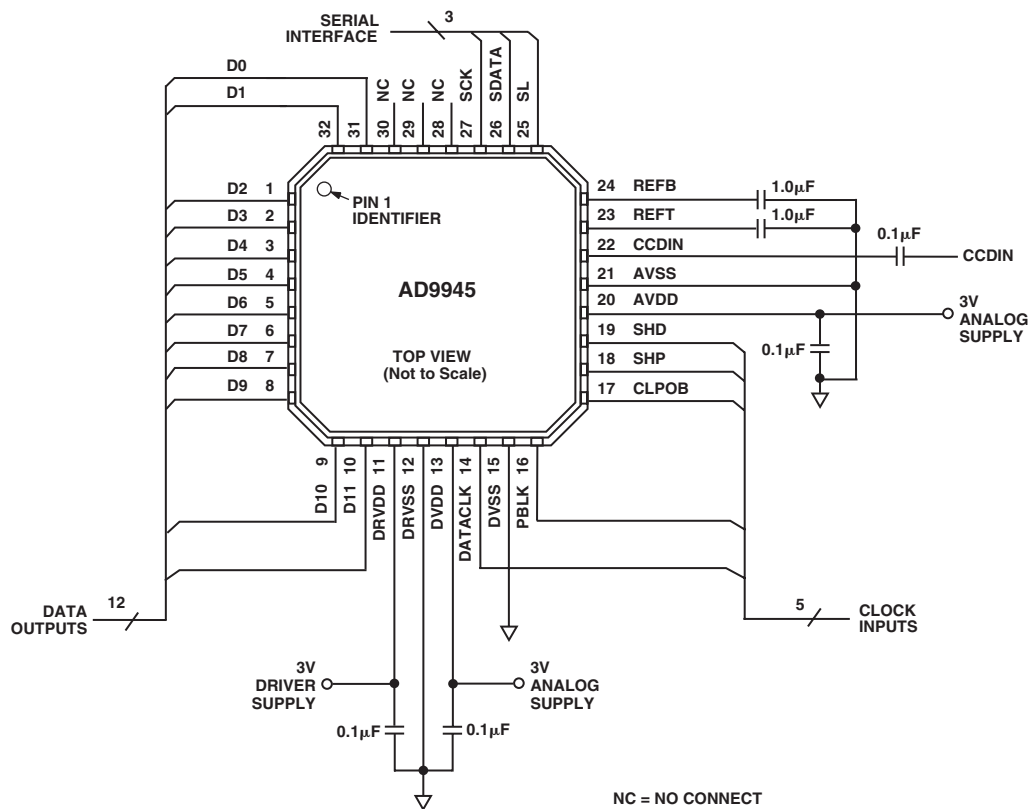 SERIAL
INTERFACE
3
D0
D1
NC
NC
NC
SCK
SDATA
SL
32
31
30
29
28
27
26
25
D2 1
D3 2
D4 3
D5 4
D6 5
D7 6
D8 7
D9 8
PIN 1
IDENTIFIER
AD9945
TOP VIEW
(Not to Scale)
24 REFB
23 REFT
22 CCDIN
21 AVSS
20 AVDD
19 SHD
18 SHP
17 CLPOB
1.0µF
1.0µF
0.1µF
CCDIN
3V
ANALOG
SUPPLY
0.1µF
D10 9
D11 10
DRVDD 11
DRVSS 12
DVDD 13
DATACLK 14
DVSS 15
PBLK 16
DATA
OUTPUTS
12
5
CLOCK
INPUTS
3V
DRIVER
SUPPLY
3V
ANALOG
SUPPLY
0.1µF
0.1µF
NC = NO CONNECT